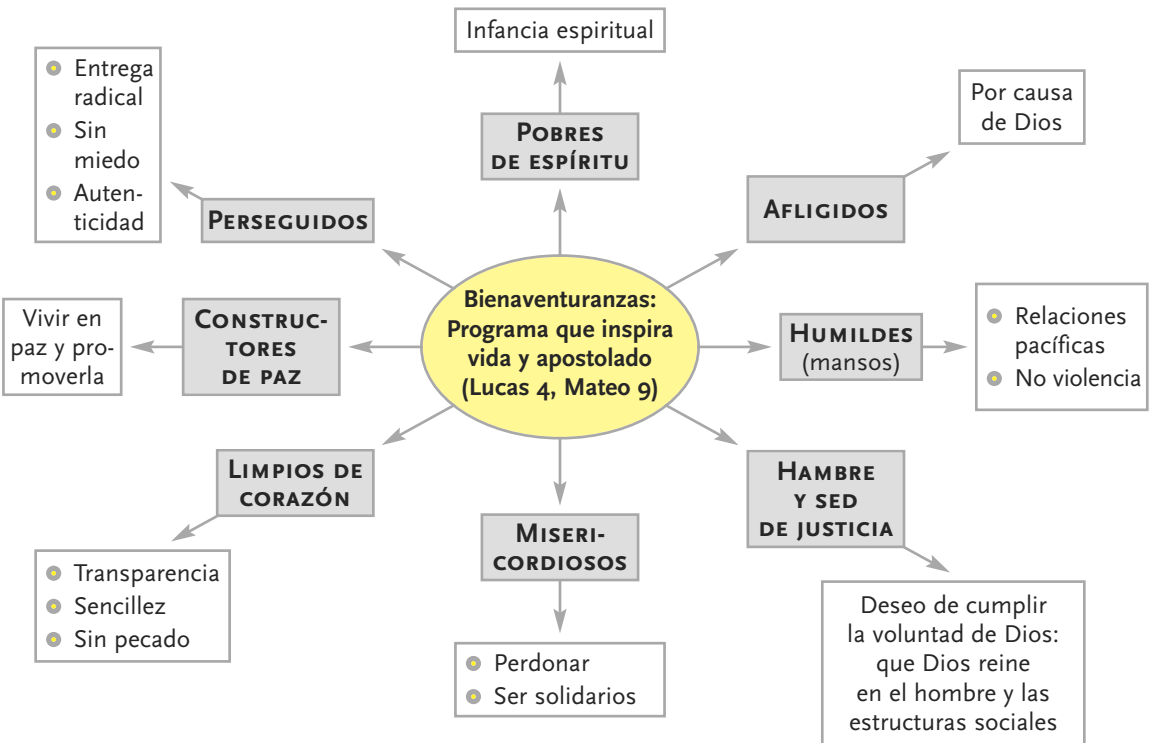 Infancia espiritual
POBRES
DE ESPÍRITU
Por causa
de Dios
AFLIGIDOS
Entrega
radical
Sin
miedo
Auten-
ticidad
PERSEGUIDOS
Bienaventuranzas:
Programa que inspira
vida y apostolado
(Lucas 4, Mateo 9)
Vivir en
paz y pro-
moverla
CONSTRUC-
TORES
DE PAZ
HUMILDES
(mansos)
Relaciones
pacíficas
No violencia
LIMPIOS DE
CORAZÓN
Transparencia
Sencillez
Sin pecado
MISERI-
CORDIOSOS
Perdonar
Ser solidarios
HAMBRE
Y SED
DE JUSTICIA
Deseo de cumplir
la voluntad de Dios:
que Dios reine
en el hombre y las
estructuras sociales